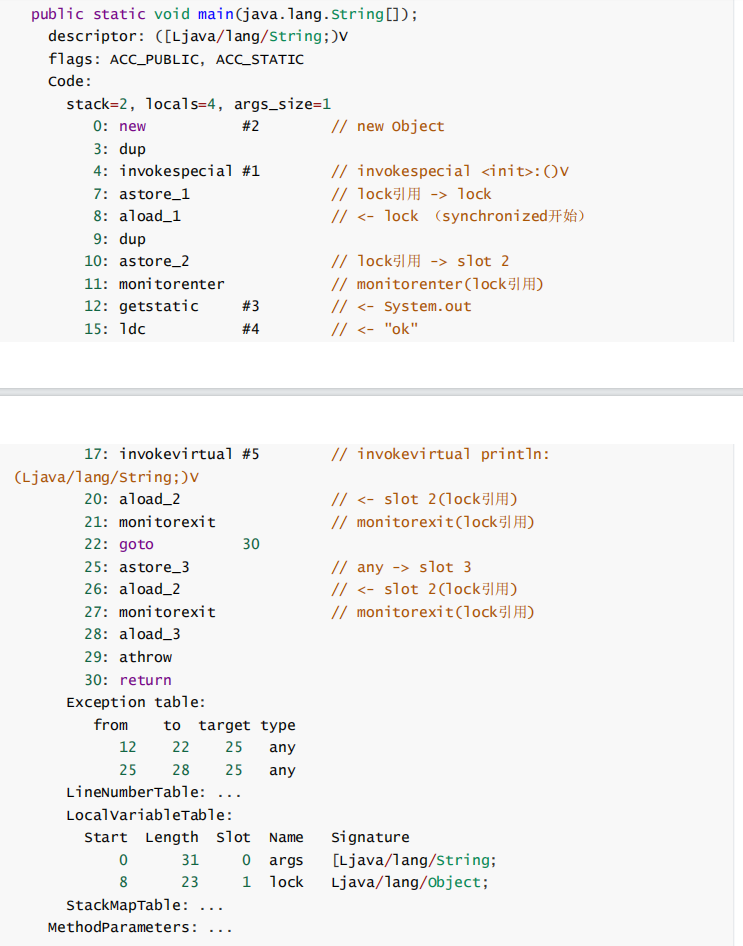 public static void main(java.lang.String[]);
descriptor: ([Ljava/lang/String;)V
flags: ACC_PUBLIC, ACC_STATIC
Code:
stack=2, locals=4, args_size=1
0: new #2 // new Object
3: dup
4: invokespecial #1 // invokespecial <init>:()V
7: astore_1 // lock引用 -> lock
8: aload_1 // <- lock （synchronized开始）
9: dup
10: astore_2 // lock引用 -> slot 2
11: monitorenter // monitorenter(lock引用)
12: getstatic #3 // <- System.out
15: ldc #4 // <- "ok"
17: invokevirtual #5 // invokevirtual println:
(Ljava/lang/String;)V
20: aload_2 // <- slot 2(lock引用)
21: monitorexit // monitorexit(lock引用)
22: goto 30
25: astore_3 // any -> slot 3
26: aload_2 // <- slot 2(lock引用)
27: monitorexit // monitorexit(lock引用)
28: aload_3
29: athrow
30: return
Exception table:
from to target type
12 22 25 any
25 28 25 any
LineNumberTable: ...
LocalVariableTable:
Start Length Slot Name Signature
0 31 0 args [Ljava/lang/String;
8 23 1 lock Ljava/lang/Object;
StackMapTable: ...
MethodParameters: ...